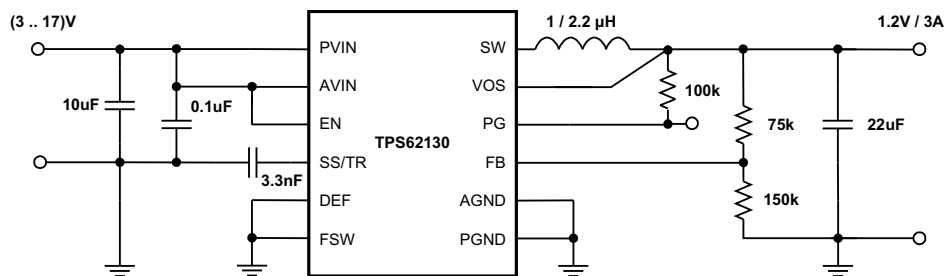 (3 .. 17)V
1 / 2.2 µH
1.2V / 3A
PVIN
SW
AVIN
VOS
100k
10uF
0.1uF
EN
PG
TPS62130
75k
22uF
SS/TR
FB
3.3nF
DEF
AGND
150k
FSW
PGND